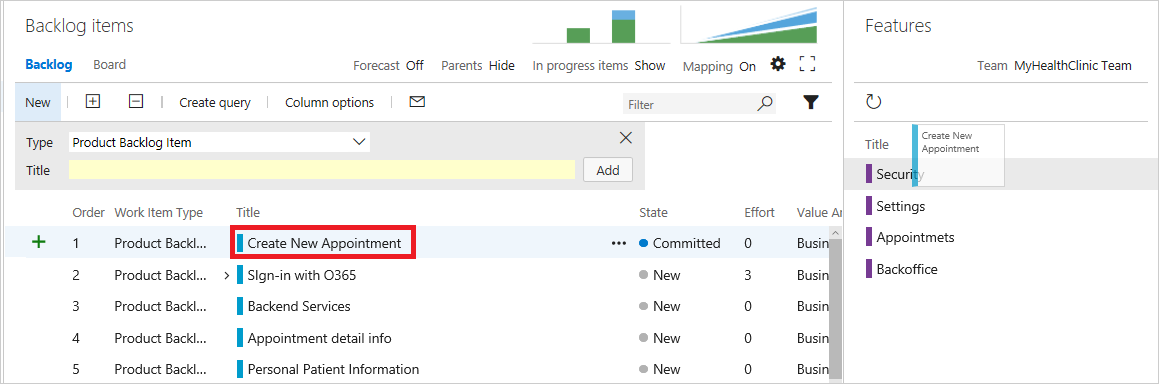 Backlog items
Backlog Board Forecast Off Parents Hide In progress items Show Mapping On
New Create query Column options Filter
Type Product Backlog Item
Title Add
Order Work Item Type Title State Effort Value Ar
1 Product Backl... Create New Appointment ••• Committed 0 Busin
2 Product Backl... SIgn-in with O365 New 3 Busin
3 Product Backl... Backend Services New 0 Busin
4 Product Backl... Appointment detail info New 0 Busin
5 Product Backl... Personal Patient Information New 0 Busin
Features
Team MyHealthClinic Team
Title
Create New
Appointment
Security
Settings
Appointmets
Backoffice